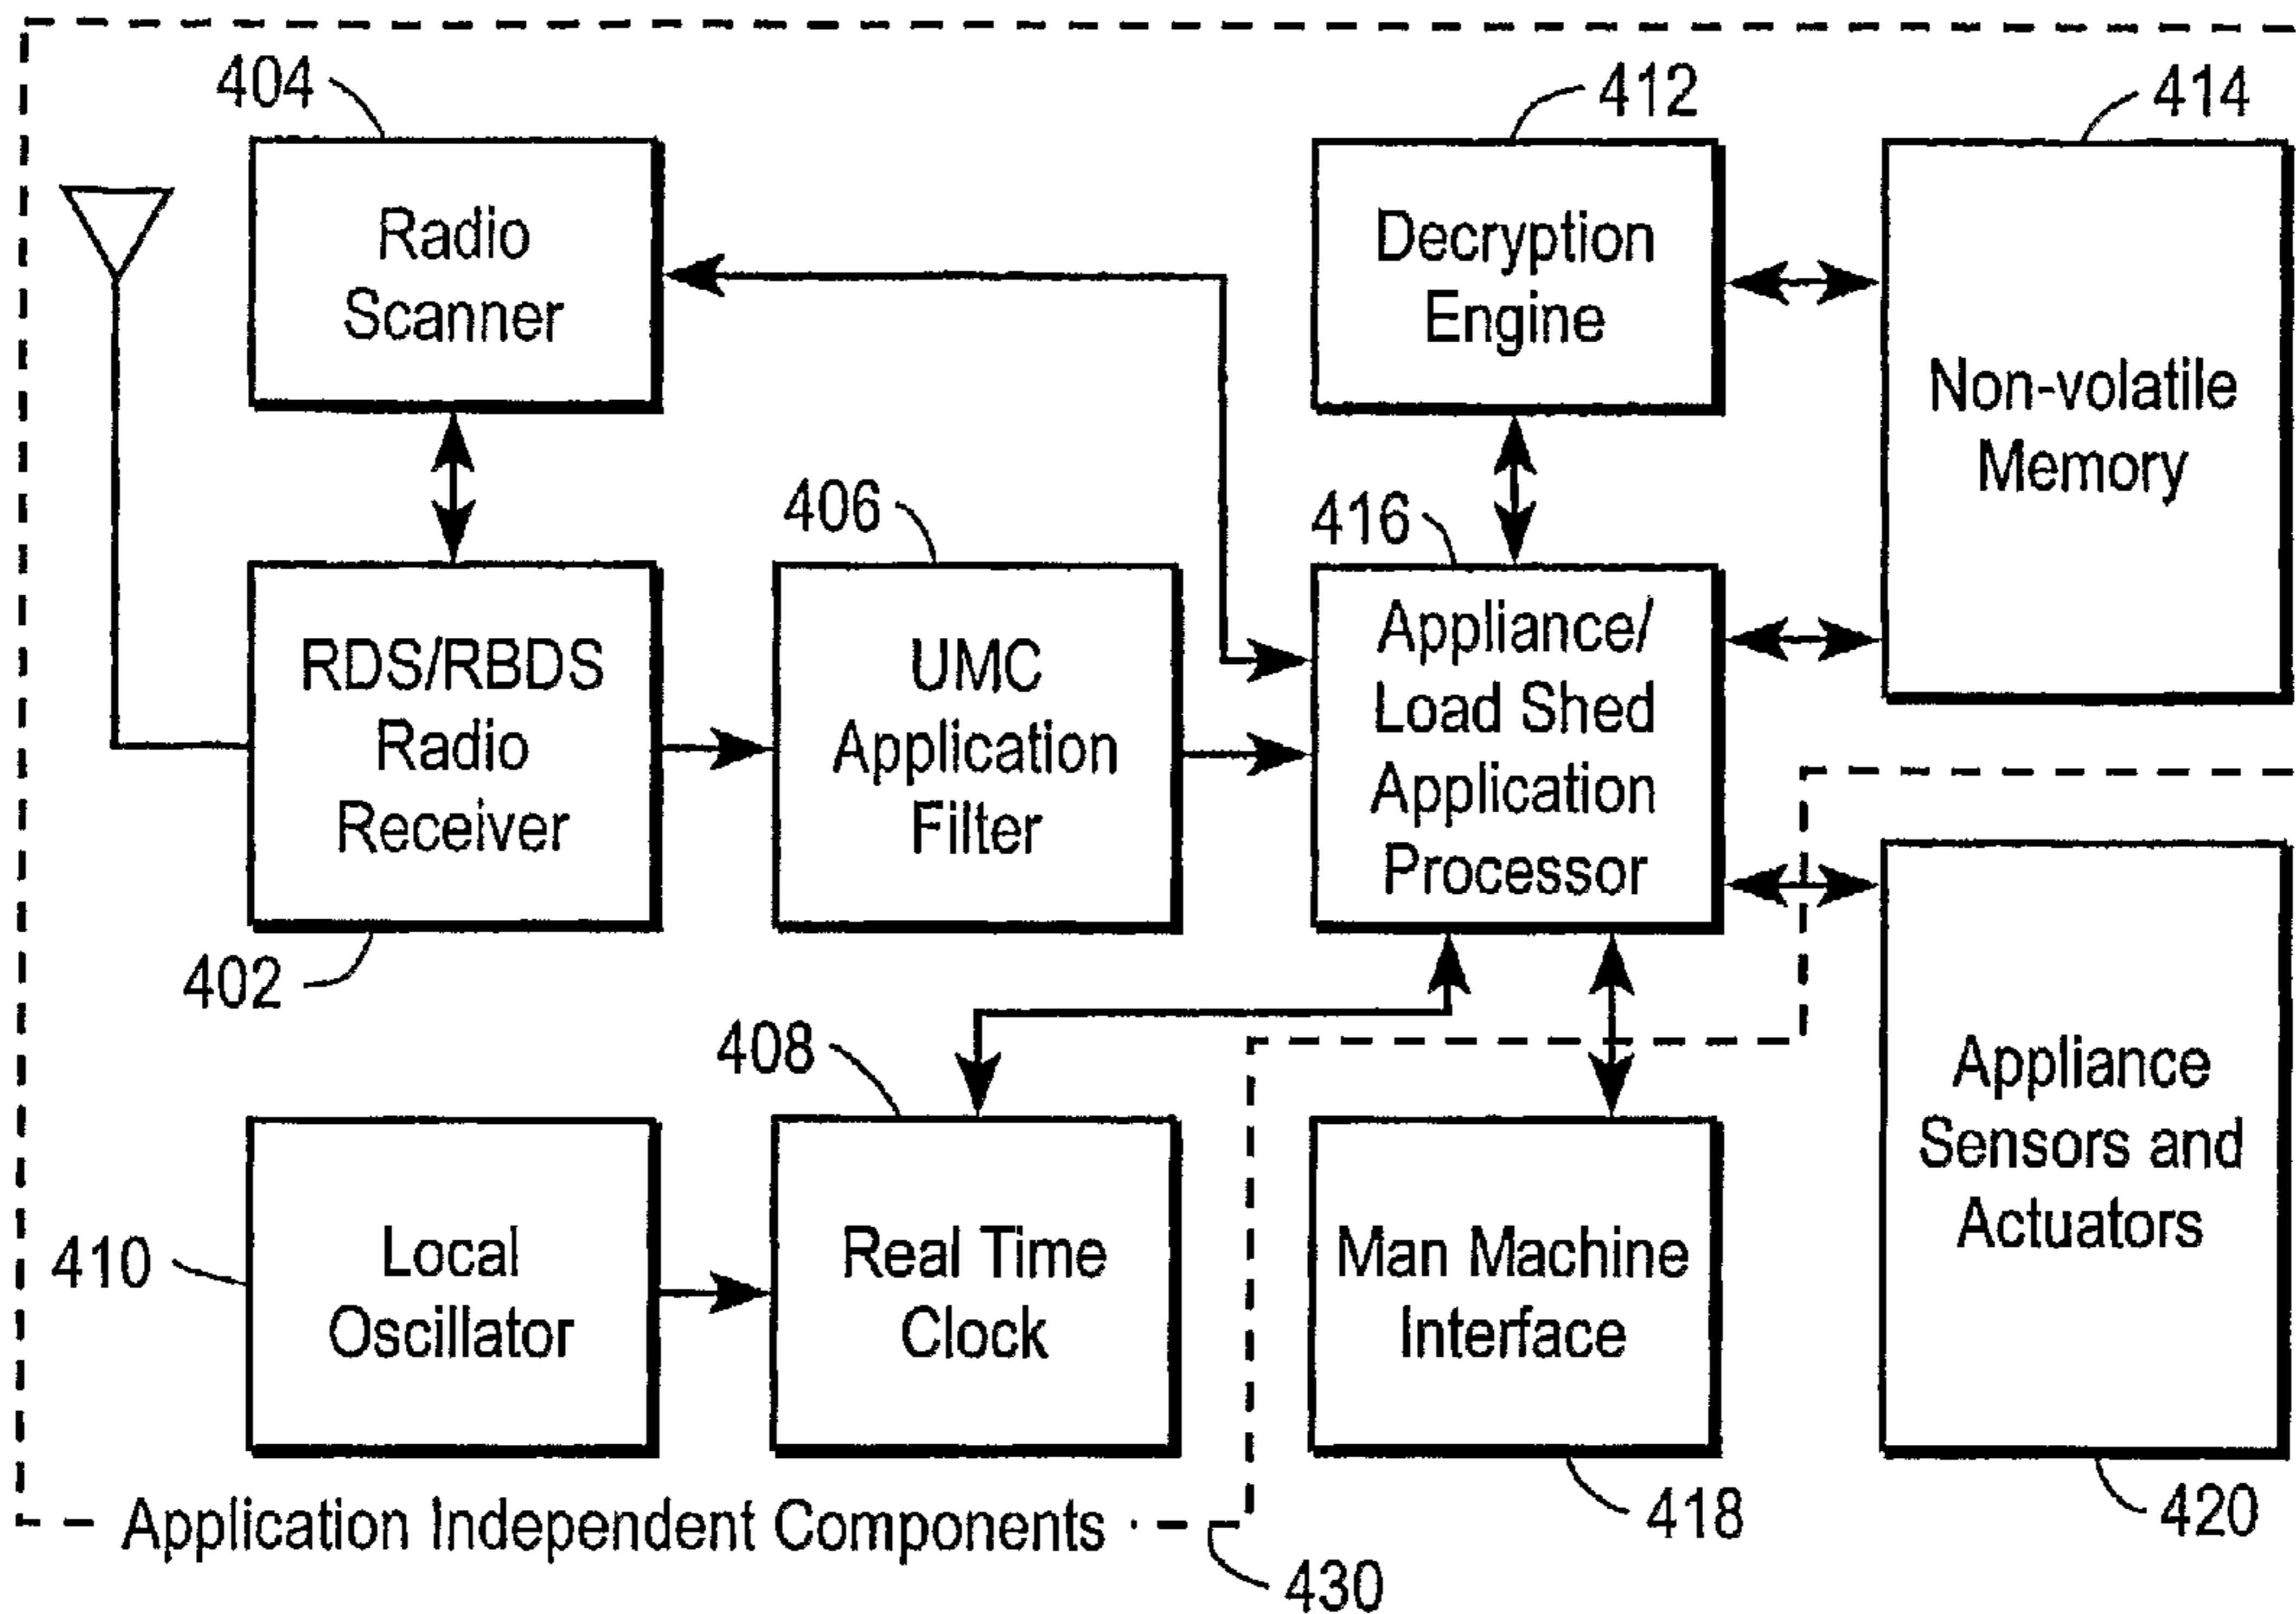 404
Radio
Scanner
412
Decryption
Engine
414
Non-volatile
Memory
402
RDS/RBDS
Radio
Receiver
406
UMC
Application
Filter
416
Appliance/
Load Shed
Application
Processor
410
Local
Oscillator
408
Real Time
Clock
Man Machine
Interface
418
Appliance
Sensors and
Actuators
420
Application Independent Components
430